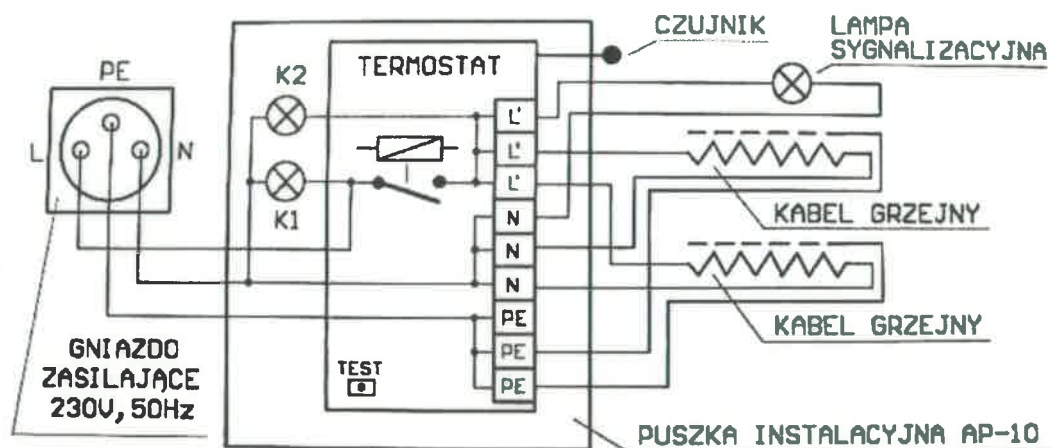 CZUJNIK
LAMPA
SYGNALIZACYJNA
PE
TERMOSTAT
K2
L N
K1
L'
L'
L'
N
N
N
PE
PE
PE
KABEL GRZEJNY
KABEL GRZEJNY
GNIAZDO
ZASILAJĄCE
230V, 50Hz
TEST
PUSZKA INSTALACYJNA AP-10